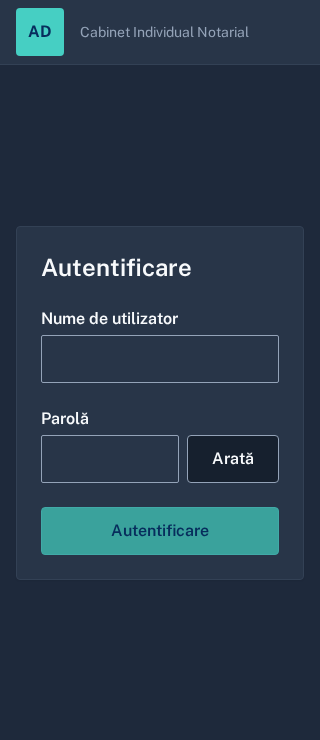 AD
Cabinet Individual Notarial
Autentificare
Nume de utilizator
Parolă
Arată
Autentificare